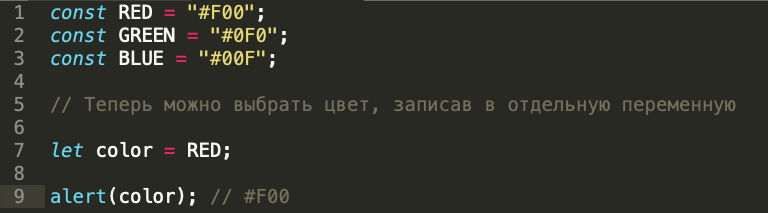 1 const RED = "#F00";
2 const GREEN = "#0F0";
3 const BLUE = "#00F";
4
5 // Теперь можно выбрать цвет, записав в отдельную переменную
6
7 let color = RED;
8
9 alert(color); // #F00